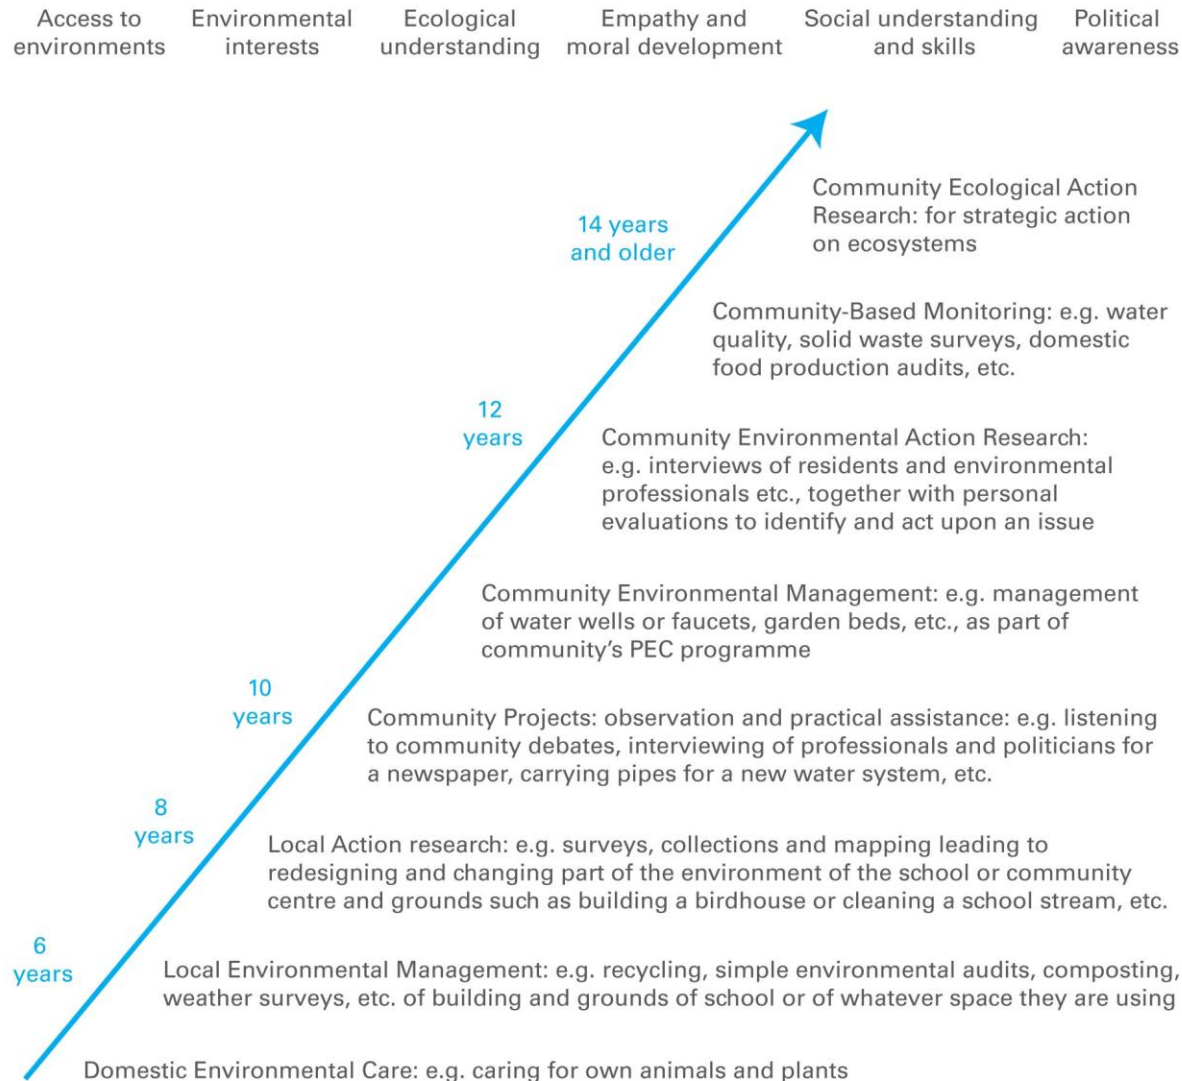 Access to
environments
Environmental
interests
Ecological
understanding
Empathy and
moral development
Social understanding
and skills
Political
awareness
Community Ecological Action
Research: for strategic action
on ecosystems
14 years
and older
Community-Based Monitoring: e.g. water
quality, solid waste surveys, domestic
food production audits, etc.
12
years
Community Environmental Action Research:
e.g. interviews of residents and environmental
professionals etc., together with personal
evaluations to identify and act upon an issue
Community Environmental Management: e.g. management
of water wells or faucets, garden beds, etc., as part of
community’s PEC programme
10
years
Community Projects: observation and practical assistance: e.g. listening
to community debates, interviewing of professionals and politicians for
a newspaper, carrying pipes for a new water system, etc.
8
years
Local Action research: e.g. surveys, collections and mapping leading to
redesigning and changing part of the environment of the school or community
centre and grounds such as building a birdhouse or cleaning a school stream, etc.
6
years
Local Environmental Management: e.g. recycling, simple environmental audits, composting,
weather surveys, etc. of building and grounds of school or of whatever space they are using
Domestic Environmental Care: e.g. caring for own animals and plants